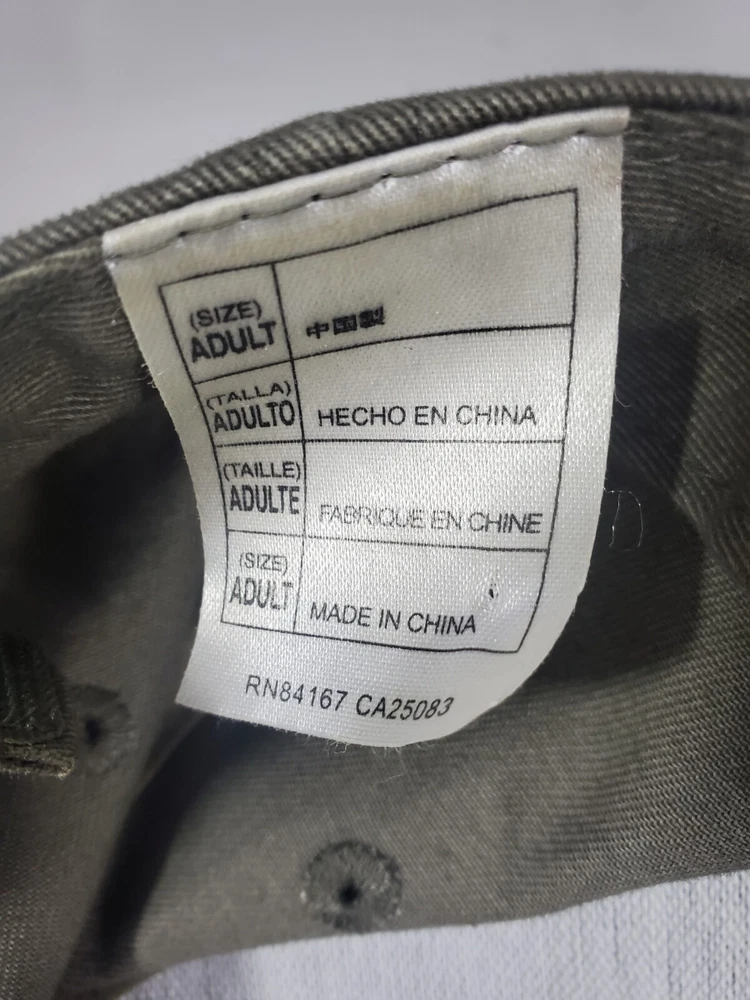 (SIZE)
ADULT
中国製
(TALLA)
ADULTO
HECHO EN CHINA
(TAILLE)
ADULTE
FABRIQUE EN CHINE
(SIZE)
ADULT
MADE IN CHINA
RN84167 CA25083